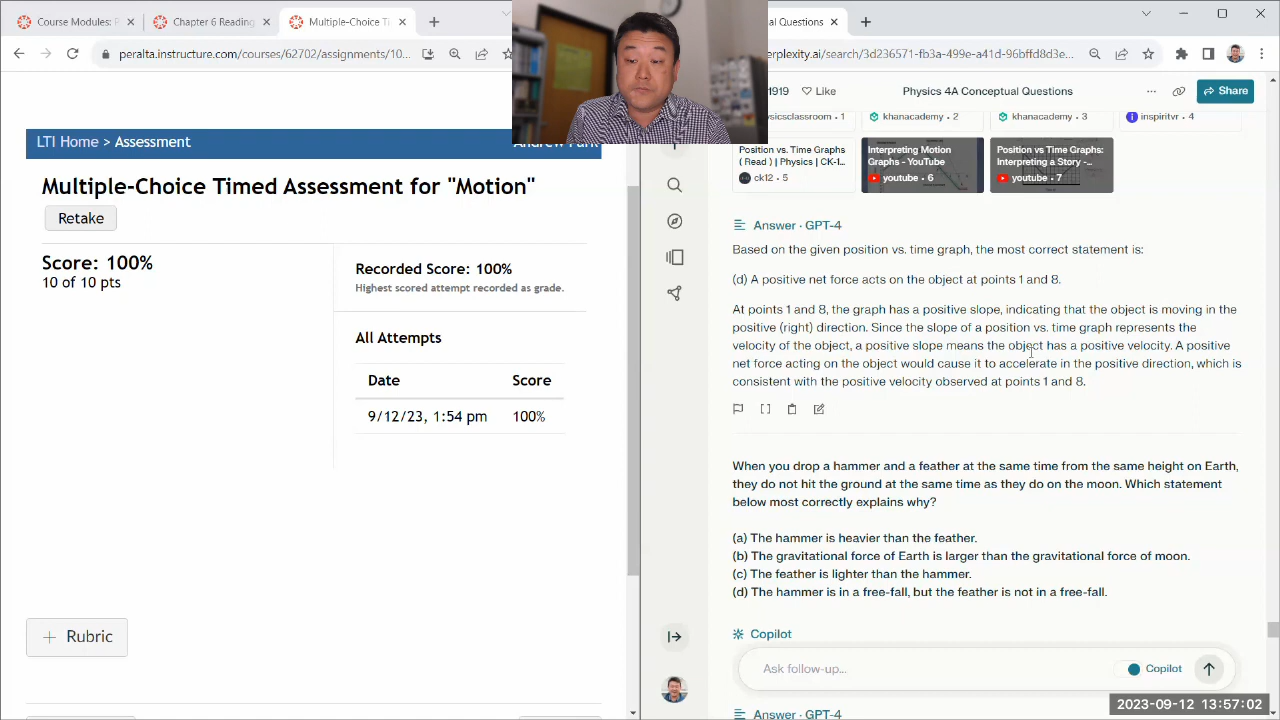 Course Modules: P
Chapter 6 Reading,
Multiple-Choice Ti
al Questions
peralta.instructure.com/courses/62702/assignments/10...
erplexity.ai/search/3d236571-fb3a-499e-a41d-96bffd8d3e...
1919
Like
Physics 4A Conceptual Questions
Share
ysicsclassroom • 1
khanacademy • 2
khanacademy • 3
inspiritvr • 4
Position vs Time Graphs
( Read ) | Physics | CK-1...
ck12 • 5
Interpreting Motion
Graphs - YouTube
youtube • 6
Position vs Time Graphs:
Interpreting a Story -...
youtube • 7
LTI Home > Assessment
Andrew Park
Multiple-Choice Timed Assessment for "Motion"
Retake
Score: 100%
10 of 10 pts
Recorded Score: 100%
Highest scored attempt recorded as grade.
All Attempts
Date Score
9/12/23, 1:54 pm 100%
+ Rubric
Answer · GPT-4
Based on the given position vs. time graph, the most correct statement is:
(d) A positive net force acts on the object at points 1 and 8.
At points 1 and 8, the graph has a positive slope, indicating that the object is moving in the
positive (right) direction. Since the slope of a position vs. time graph represents the
velocity of the object, a positive slope means the object has a positive velocity. A positive
net force acting on the object would cause it to accelerate in the positive direction, which is
consistent with the positive velocity observed at points 1 and 8.
When you drop a hammer and a feather at the same time from the same height on Earth,
they do not hit the ground at the same time as they do on the moon. Which statement
below most correctly explains why?
(a) The hammer is heavier than the feather.
(b) The gravitational force of Earth is larger than the gravitational force of moon.
(c) The feather is lighter than the hammer.
(d) The hammer is in a free-fall, but the feather is not in a free-fall.
Copilot
Ask follow-up...
Copilot
Answer · GPT-4
2023-09-12 13:57:02